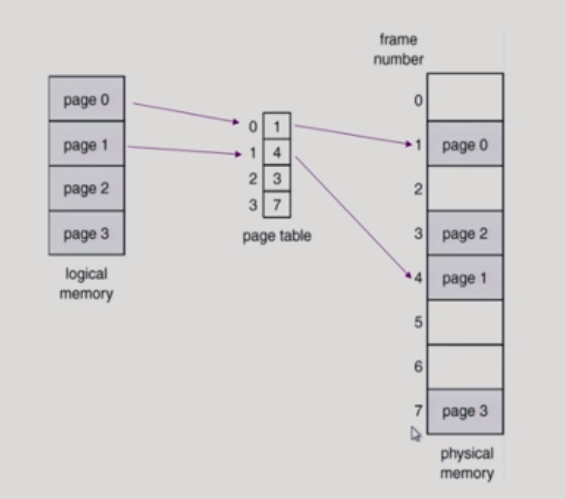 page 0
page 1
page 2
page 3
logical
memory
0 1
1 4
2 3
3 7
page table
frame
number
0
1 page 0
2
3 page 2
4 page 1
5
6
7 page 3
physical
memory